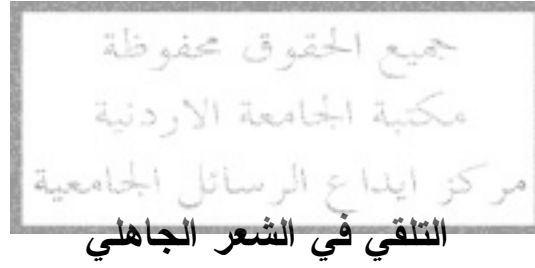 جميع الحقوق محفوظة
مكتبة الجامعة الاردنية
مركز ايداع الرسائل الجامعية
التلقي في الشعر الجاهلي